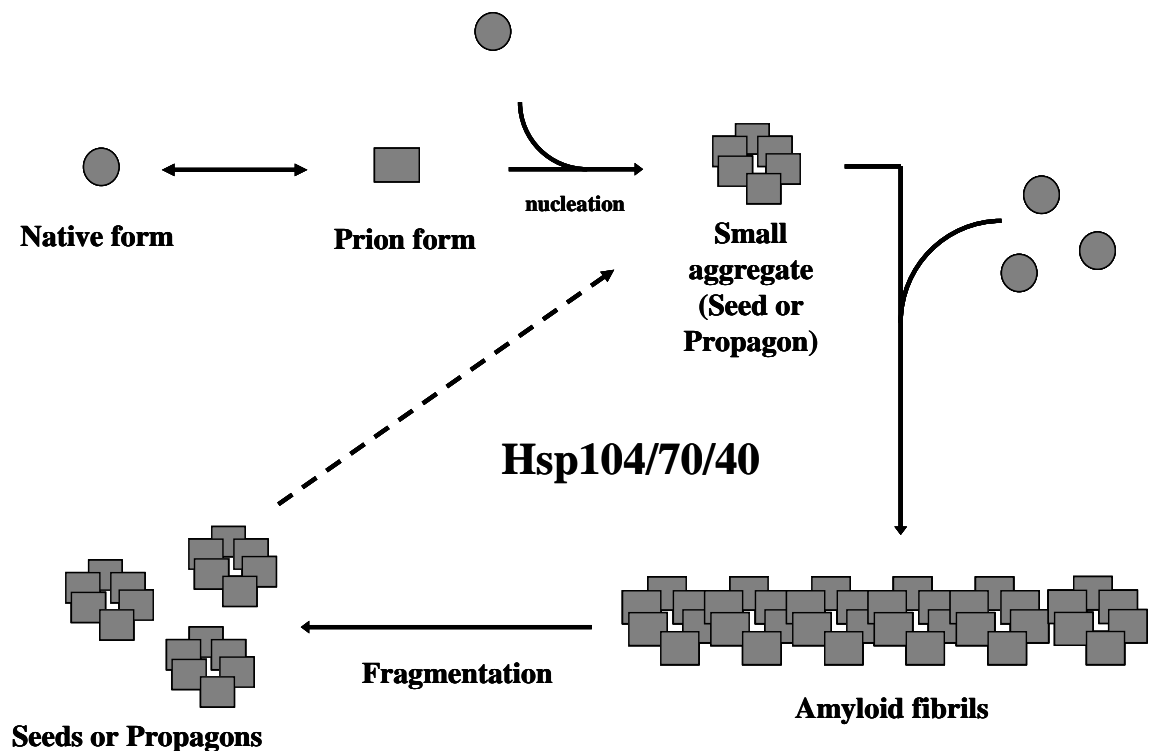 nucleation
Native form
Prion form
Small
aggregate
(Seed or
Propagon)
Hsp104/70/40
Fragmentation
Amyloid fibrils
Seeds or Propagons